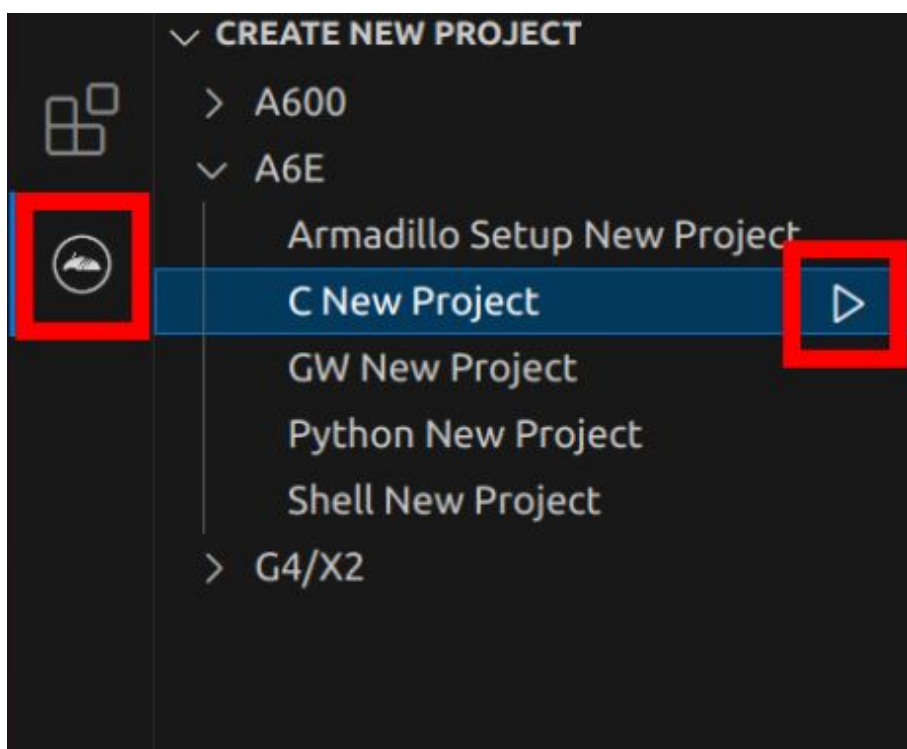 CREATE NEW PROJECT
A600
A6E
Armadillo Setup New Project
C New Project
GW New Project
Python New Project
Shell New Project
G4/X2